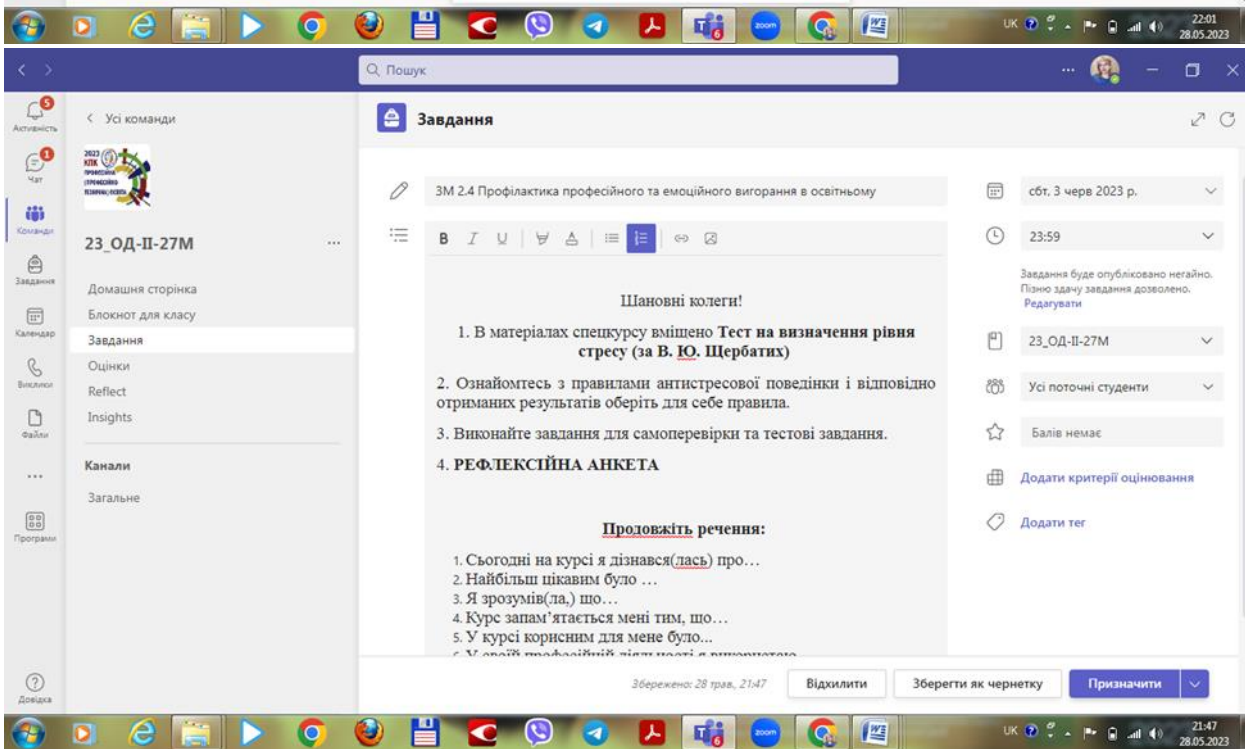 UK
22:01
28.05.2023
Пошук
5
Активність
1
Чат
Команди
Завдання
Календар
Виклики
Файли
Програми
Довідка
Усі команди
2023
КПК
23_ОД-ІІ-27М
Домашня сторінка
Блокнот для класу
Завдання
Оцінки
Reflect
Insights
Канали
Загальне
Завдання
ЗМ 2.4 Профілактика професійного та емоційного вигорання в освітньому
B I U
Шановні колеги!
1. В матеріалах спецкурсу вміщено Тест на визначення рівня
стресу (за В. Ю. Щербатих)
2. Ознайомтесь з правилами антистресової поведінки і відповідно
отриманих результатів оберіть для себе правила.
3. Виконайте завдання для самоперевірки та тестові завдання.
4. РЕФЛЕКСІЙНА АНКЕТА
Продовжіть речення:
1. Сьогодні на курсі я дізнався(лась) про…
2. Найбільш цікавим було …
3. Я зрозумів(ла,) що…
4. Курс запам’ятається мені тим, що…
5. У курсі корисним для мене було...
сбт, 3 черв 2023 р.
23:59
Завдання буде опубліковано негайно.
Пізню здачу завдання дозволено.
Редагувати
23_ОД-ІІ-27М
Усі поточні студенти
Балів немає
Додати критерії оцінювання
Додати тег
Збережено: 28 трав., 21:47
Відхилити
Зберегти як чернетку
Призначити
zoom
UK
21:47
28.05.2023